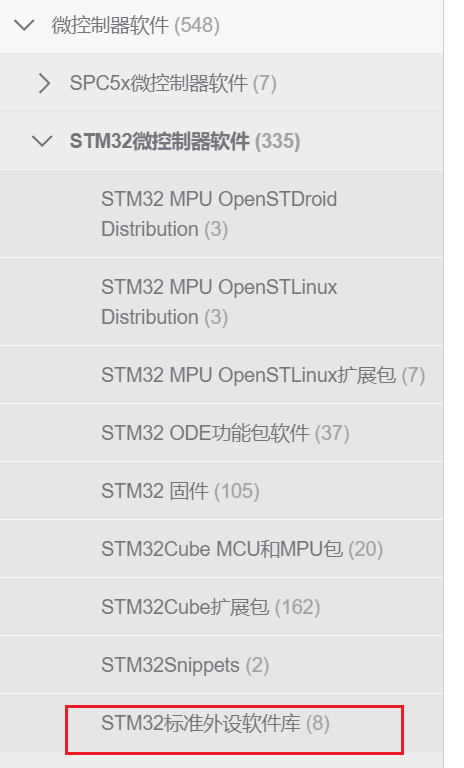 微控制器软件 (548)
SPC5x微控制器软件 (7)
STM32微控制器软件 (335)
STM32 MPU OpenSTDroid
Distribution (3)
STM32 MPU OpenSTLinux
Distribution (3)
STM32 MPU OpenSTLinux扩展包 (7)
STM32 ODE功能包软件 (37)
STM32 固件 (105)
STM32Cube MCU和MPU包 (20)
STM32Cube扩展包 (162)
STM32Snippets (2)
STM32标准外设软件库 (8)